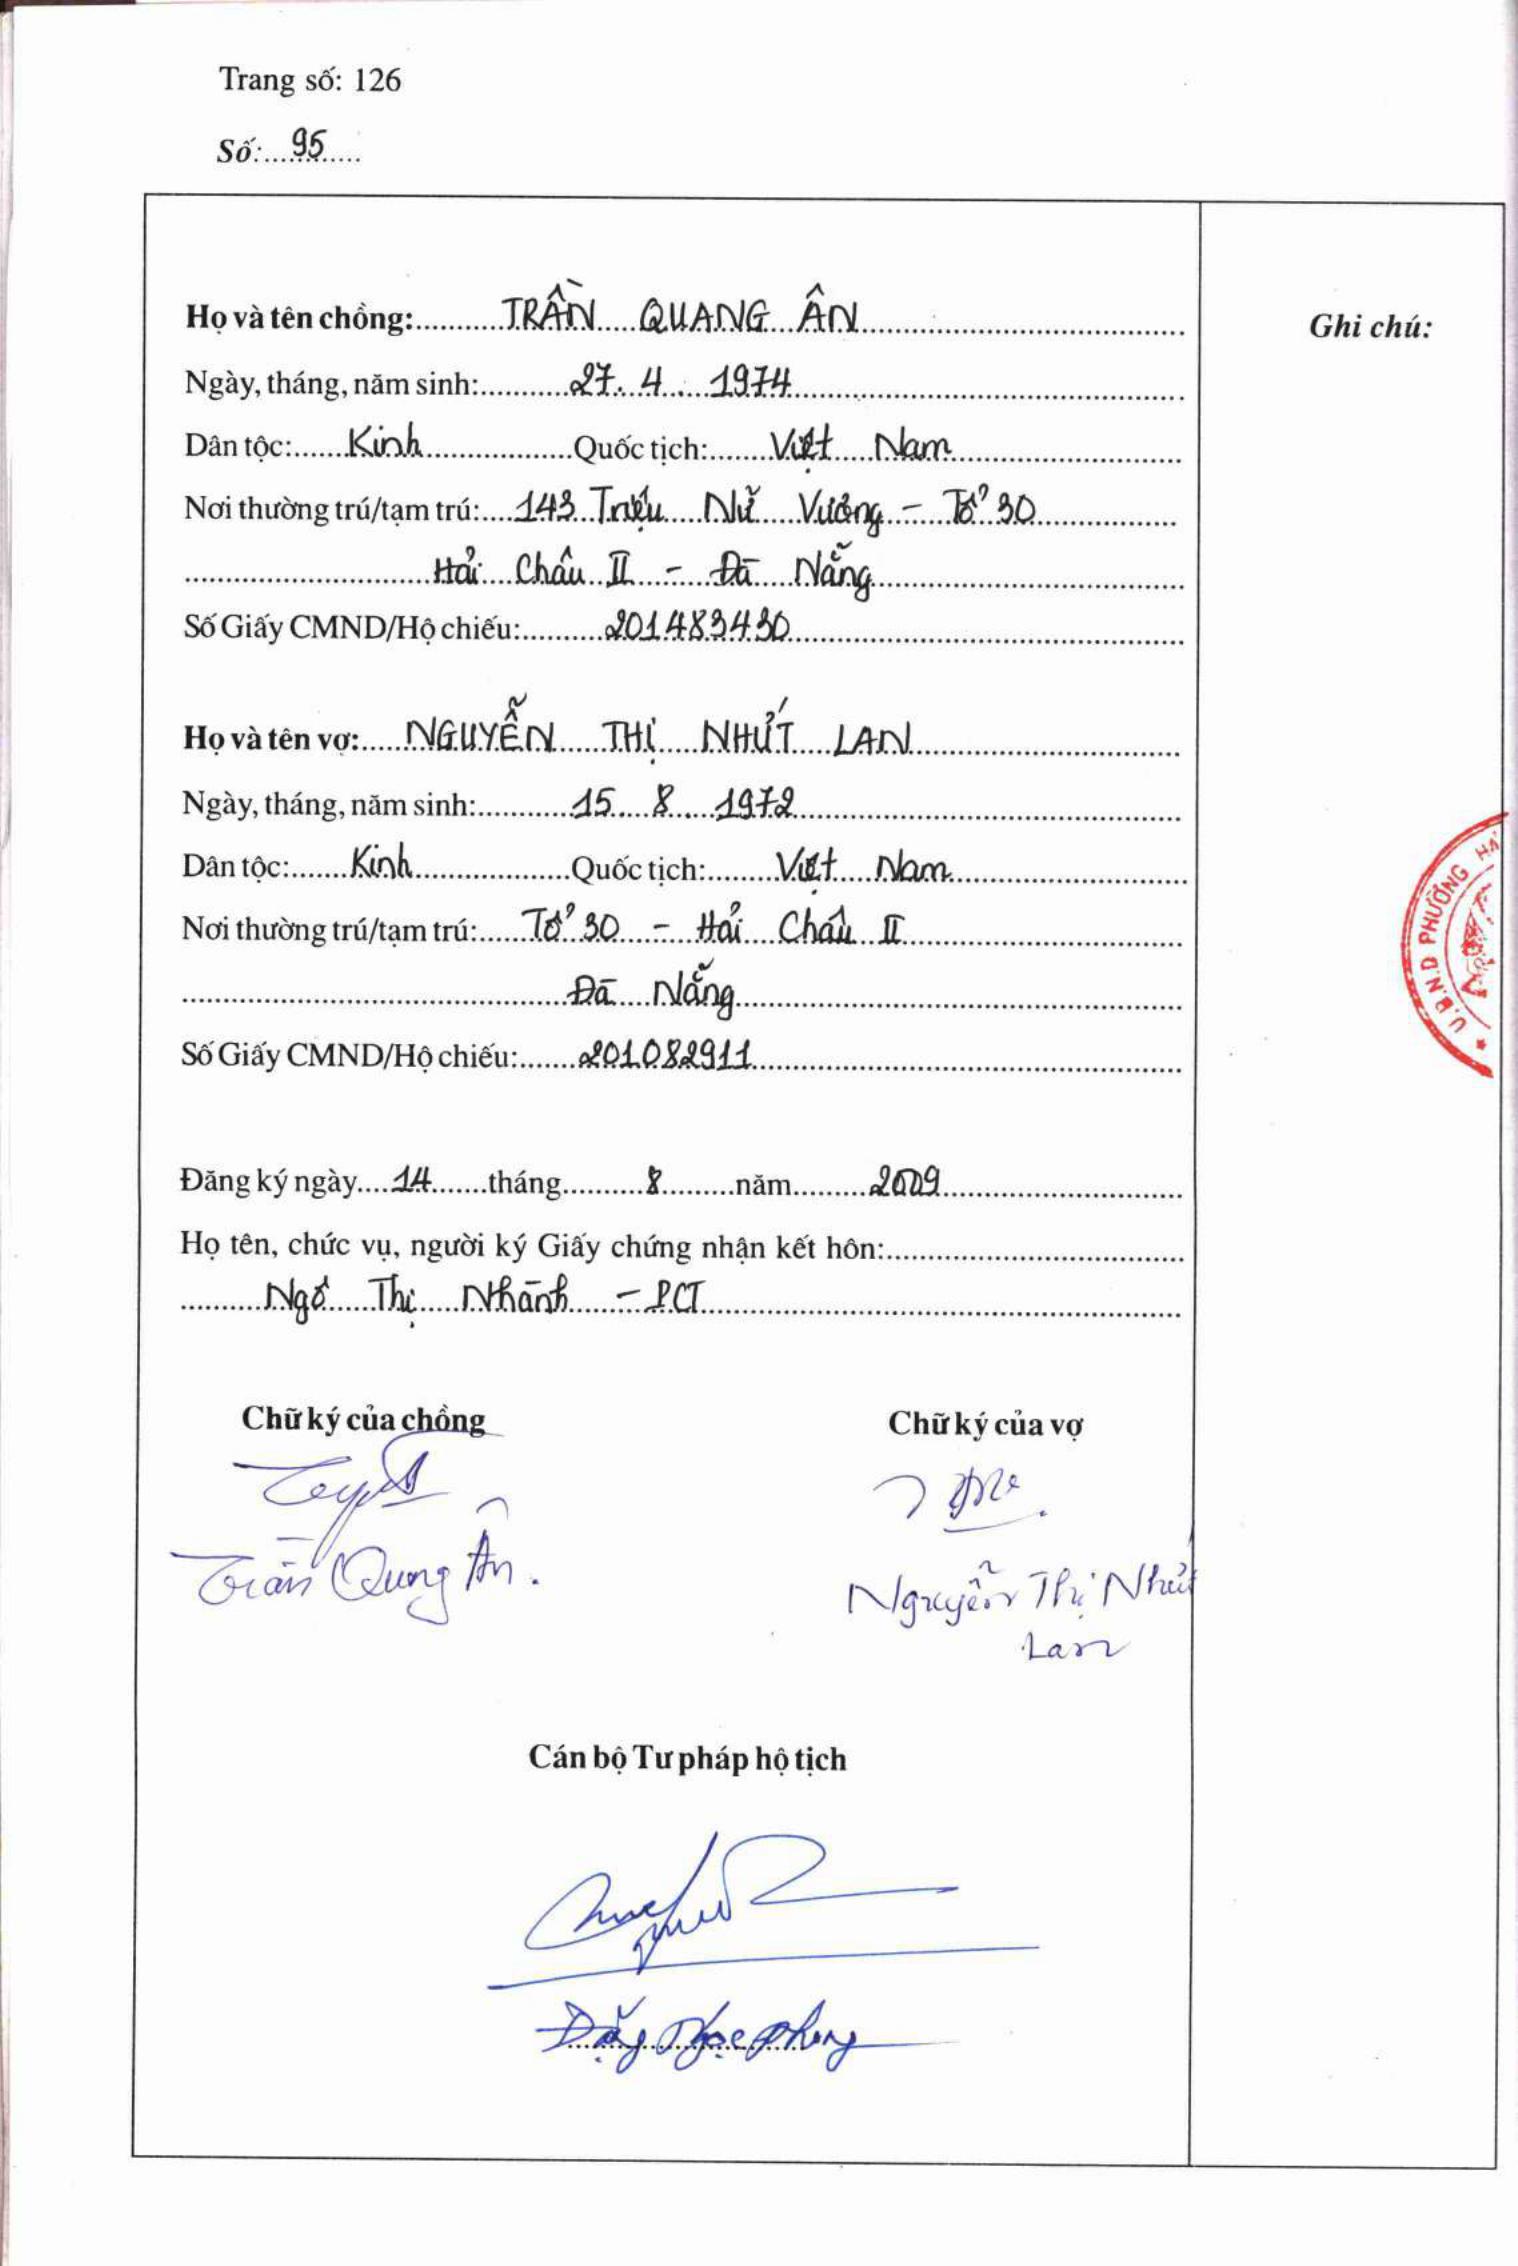 Trang số: 126
Số: 95
Họ và tên chồng: TRẦN QUANG ÂN
Ghi chú:
Ngày, tháng, năm sinh: 27. 4. 1974
Dân tộc: Kinh Quốc tịch: Việt Nam
Nơi thường trú/tạm trú: 143 Triệu Nữ Vương - Tổ 30
Hải Châu II - Đà Nẵng
Số Giấy CMND/Hộ chiếu: 201483430
Họ và tên vợ: NGUYỄN THỊ NHỨT LAN
Ngày, tháng, năm sinh: 15. 8. 1972
Dân tộc: Kinh Quốc tịch: Việt Nam
Nơi thường trú/tạm trú: Tổ 30 - Hải Châu II
Đà Nẵng
Số Giấy CMND/Hộ chiếu: 201082911
U.B.N.D PHƯỜNG HẢ
Đăng ký ngày 14 tháng 8 năm 2009
Họ tên, chức vụ, người ký Giấy chứng nhận kết hôn:
Ngô Thị Nhành - PCT
Chữ ký của chồng
Chữ ký của vợ
Trần Quang Ân.
Nguyễn Thị Nhứt
Lan
Cán bộ Tư pháp hộ tịch
Đặng Ngọc Phong